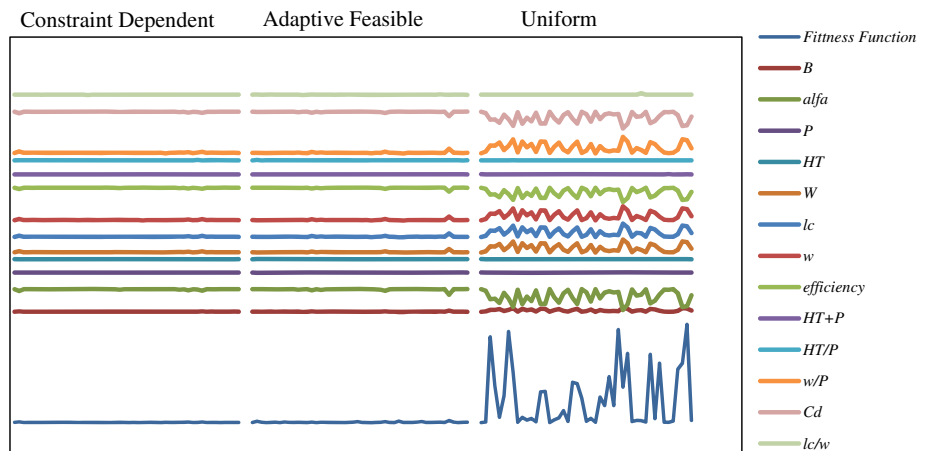 Constraint Dependent Adaptive Feasible Uniform
Fittness Function
B
alfa
P
HT
W
lc
w
efficiency
HT+P
HT/P
w/P
Cd
lc/w